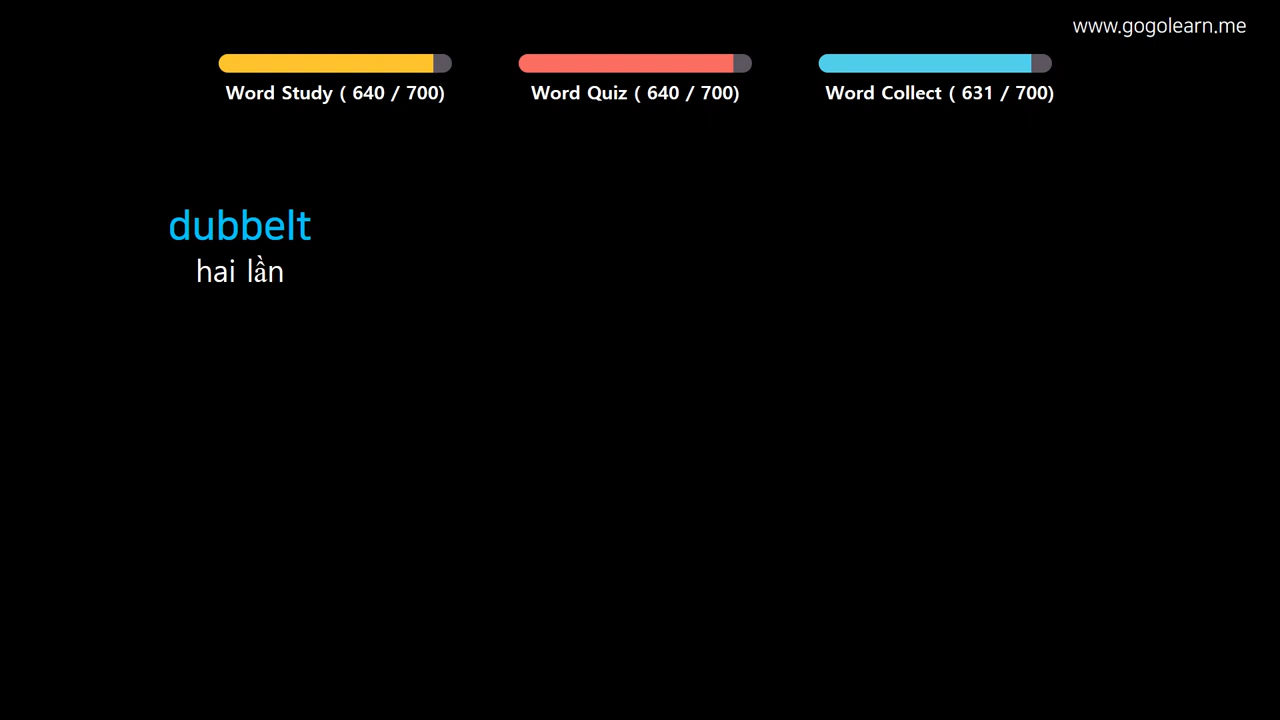 www.gogolearn.me
Word Study ( 640 / 700)
Word Quiz ( 640 / 700)
Word Collect ( 631 / 700)
dubbelt
hai lần